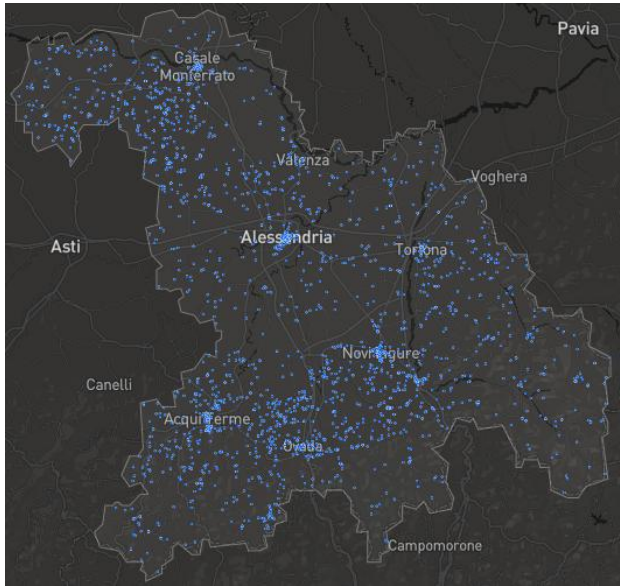 Pavia
Casale
Monferrato
Valenza
Voghera
Alessandria
Asti
Tortona
Novi Ligure
Canelli
Acqui Terme
Ovada
Campomorone